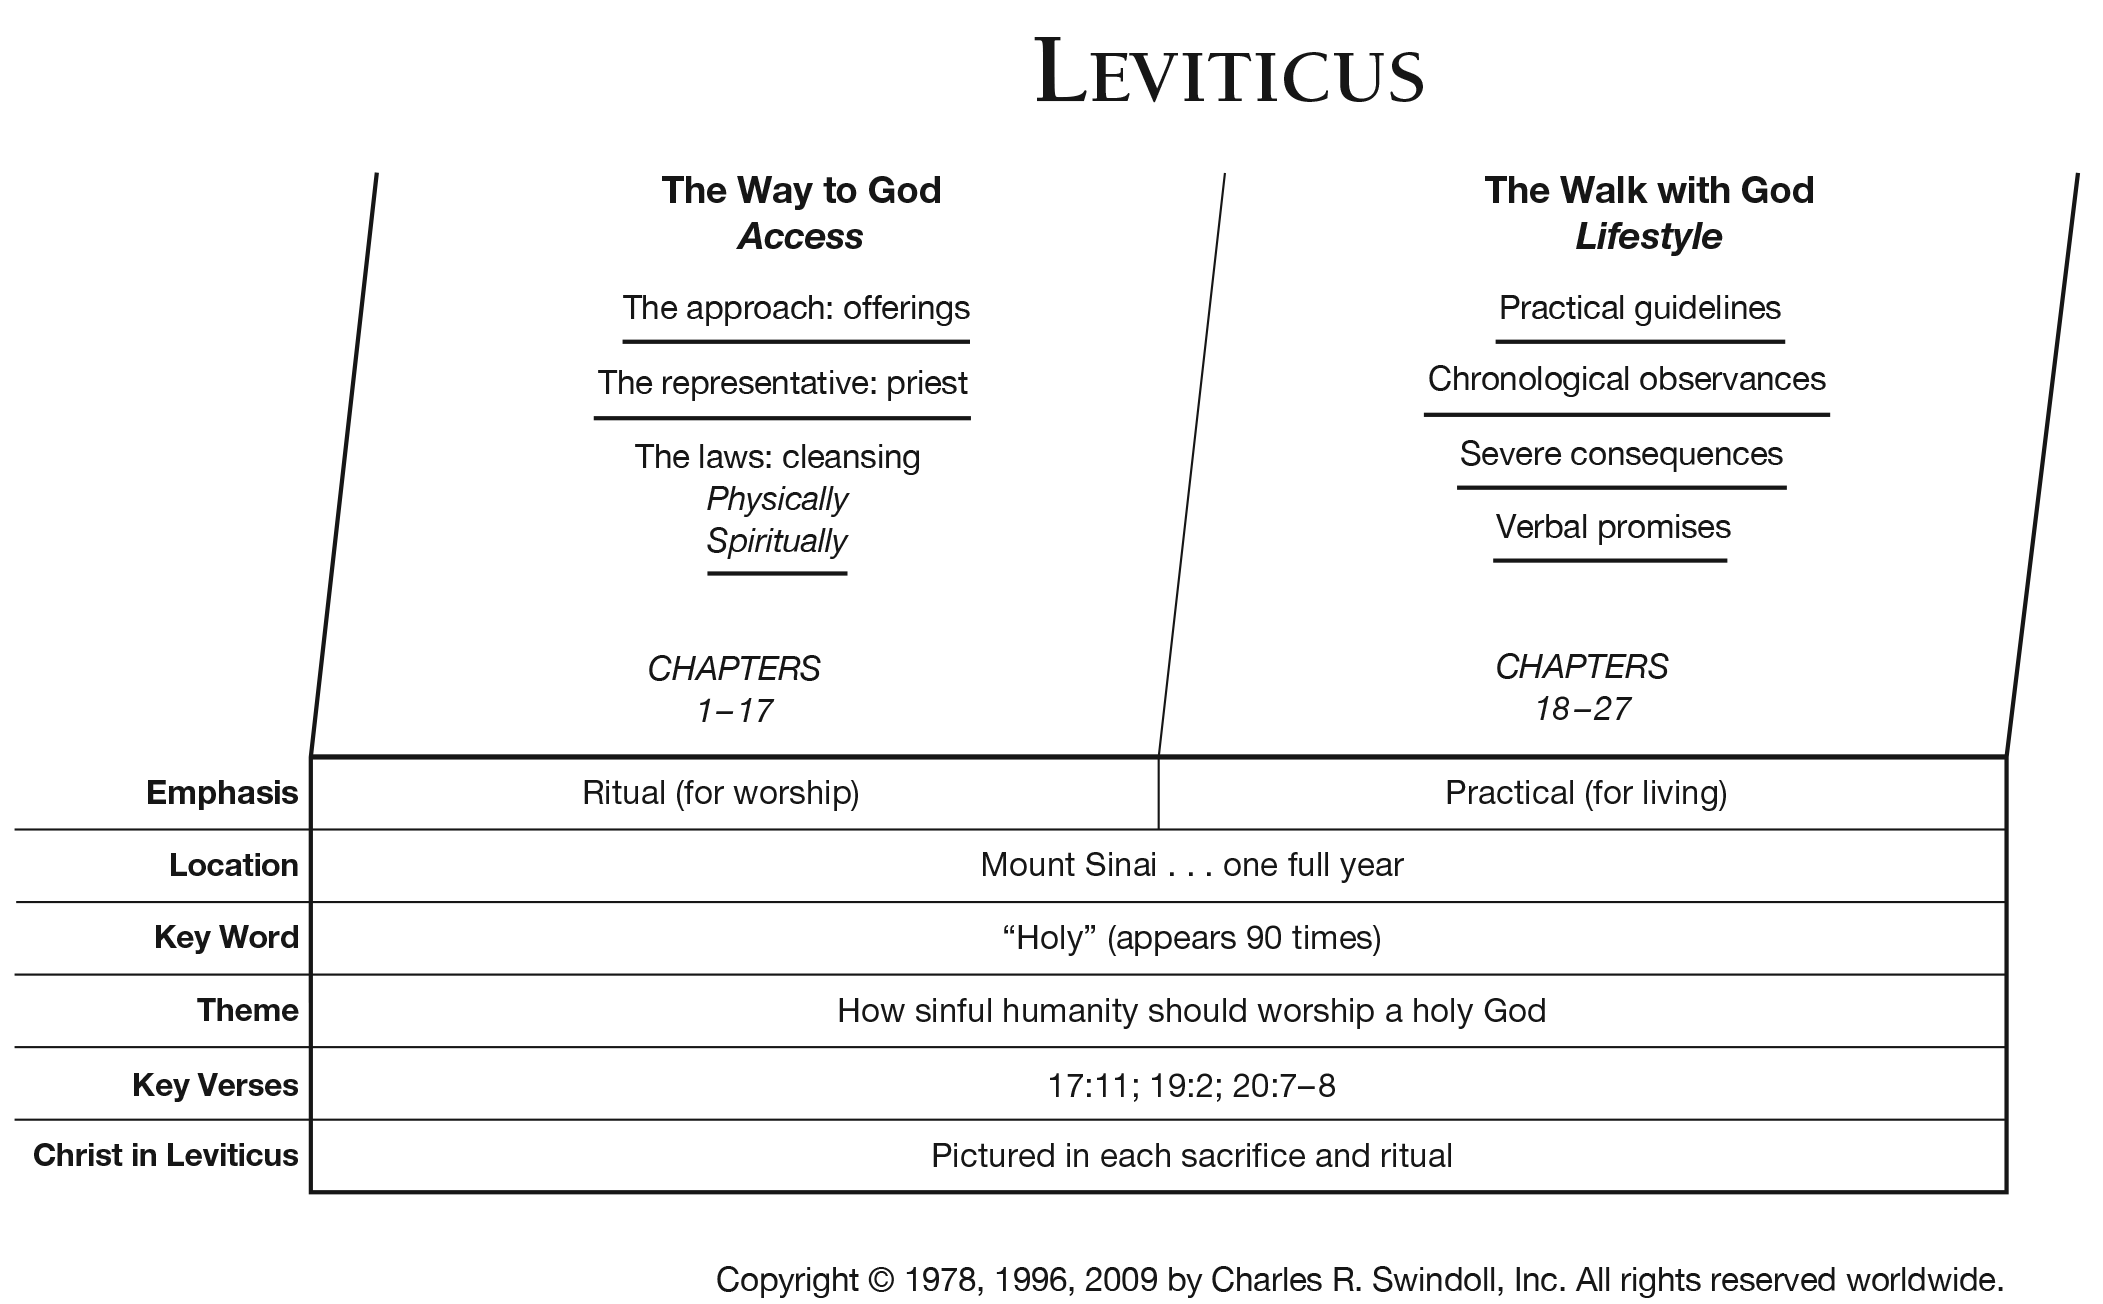 LEVITICUS
The Way to God
Access
The approach: offerings
The representative: priest
The laws: cleansing
Physically
Spiritually
CHAPTERS
1–17
The Walk with God
Lifestyle
Practical guidelines
Chronological observances
Severe consequences
Verbal promises
CHAPTERS
18–27
Emphasis Ritual (for worship) Practical (for living)
Location Mount Sinai . . . one full year
Key Word “Holy” (appears 90 times)
Theme How sinful humanity should worship a holy God
Key Verses 17:11; 19:2; 20:7–8
Christ in Leviticus Pictured in each sacrifice and ritual
Copyright © 1978, 1996, 2009 by Charles R. Swindoll, Inc. All rights reserved worldwide.